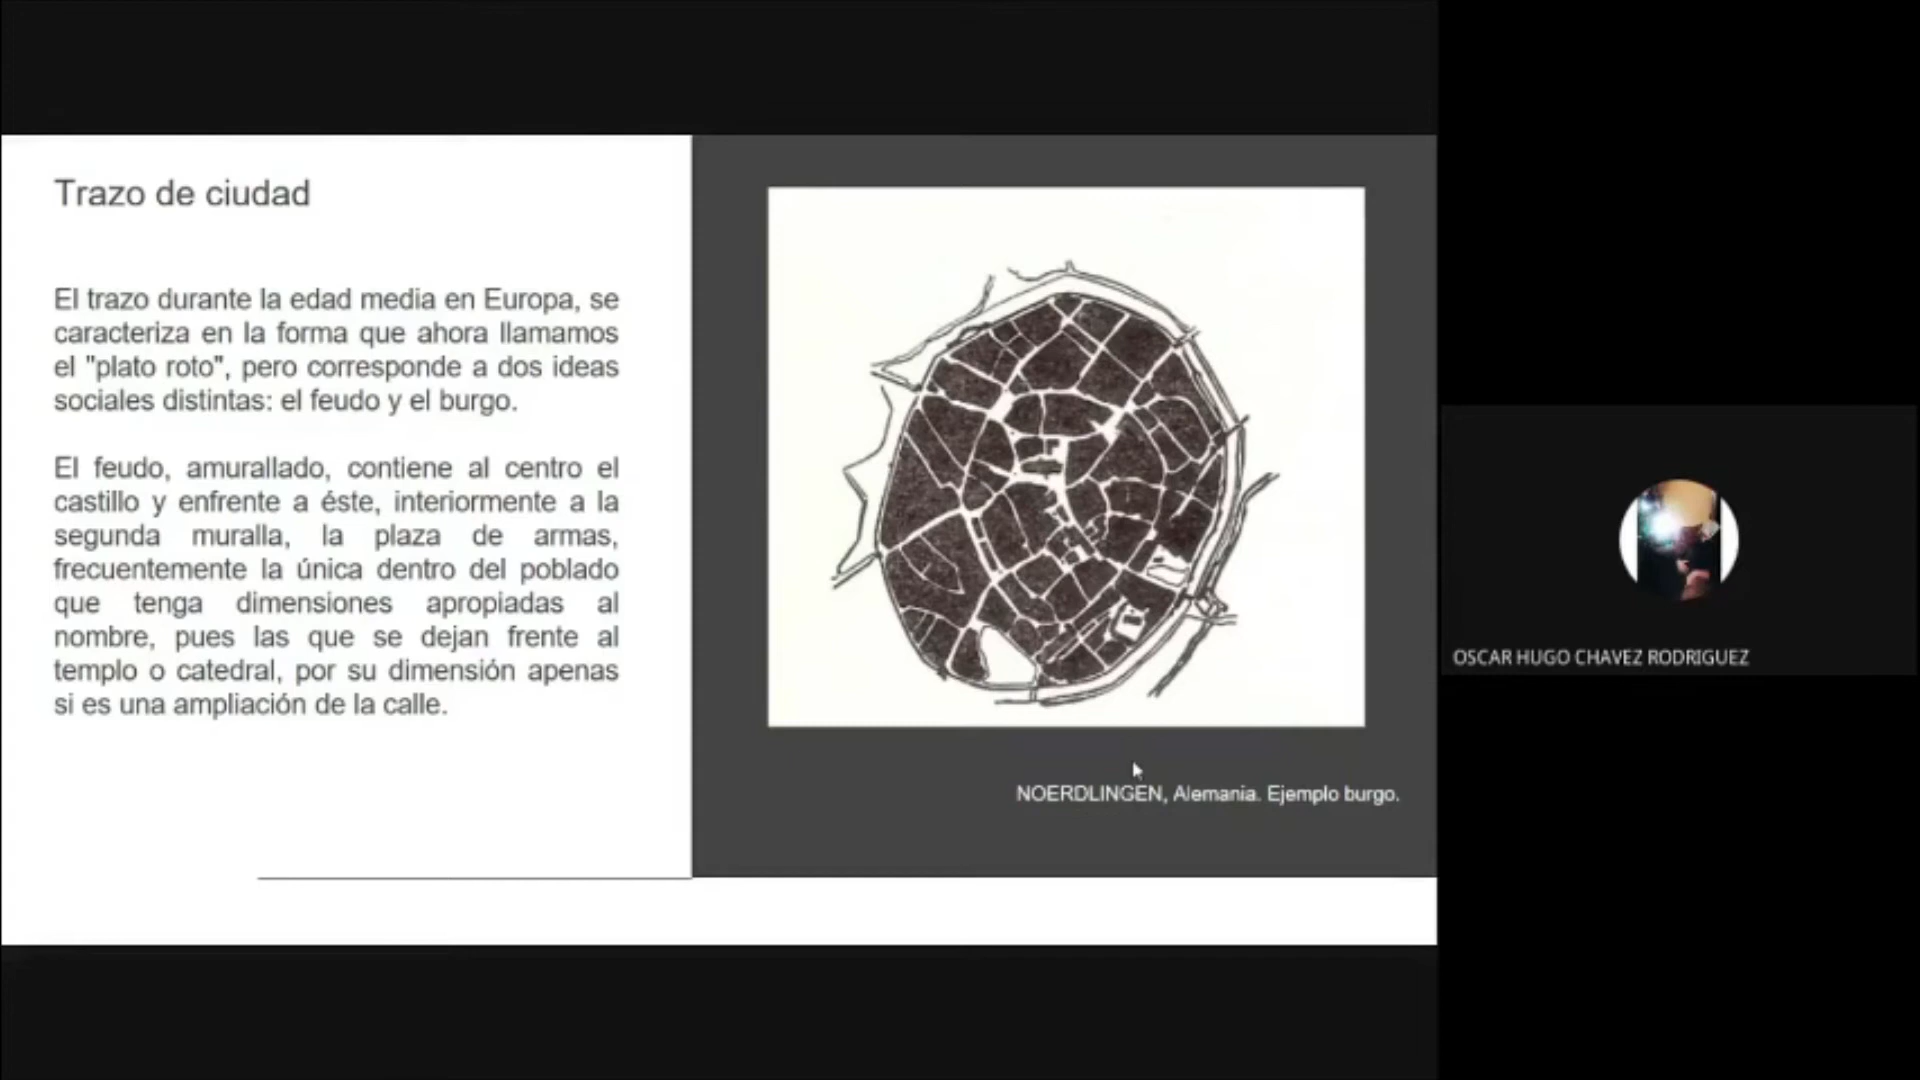 Trazo de ciudad
El trazo durante la edad media en Europa, se
caracteriza en la forma que ahora llamamos
el "plato roto", pero corresponde a dos ideas
sociales distintas: el feudo y el burgo.
El feudo, amurallado, contiene al centro el
castillo y enfrente a éste, interiormente a la
segunda muralla, la plaza de armas,
frecuentemente la única dentro del poblado
que tenga dimensiones apropiadas al
nombre, pues las que se dejan frente al
templo o catedral, por su dimensión apenas
si es una ampliación de la calle.
NOERDLINGEN, Alemania. Ejemplo burgo.
OSCAR HUGO CHAVEZ RODRIGUEZ